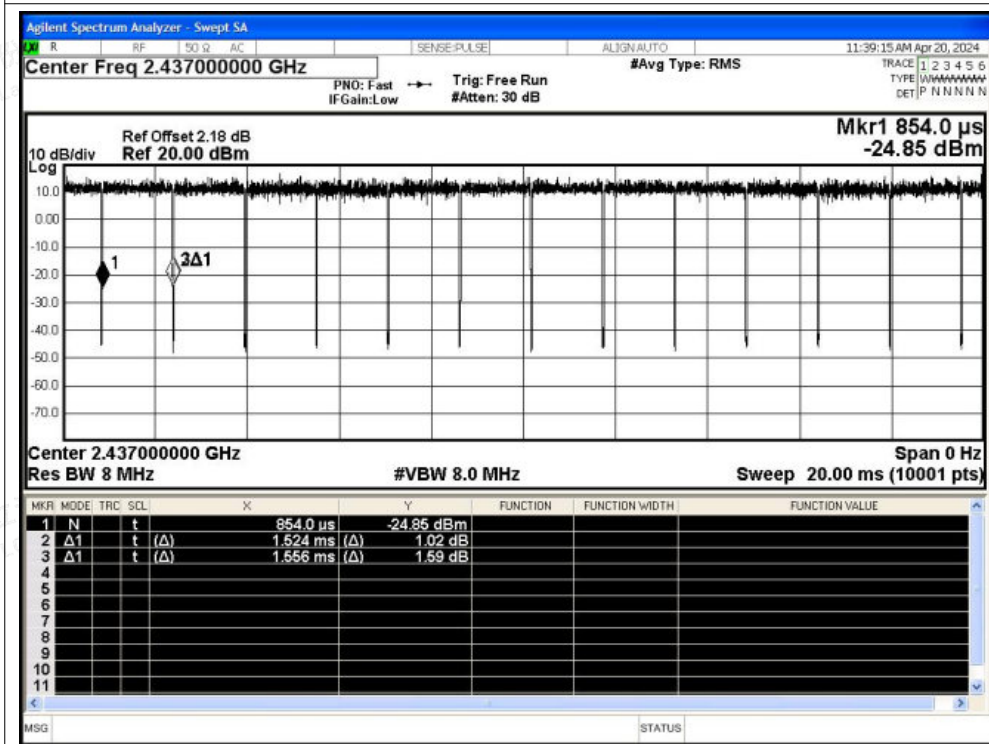 Agilent Spectrum Analyzer - Swept SA
R RF 50 Ω AC SENSE:PULSE ALIGNAUTO 11:39:15 AM Apr 20, 2024
Center Freq 2.437000000 GHz #Avg Type: RMS TRACE 1 2 3 4 5 6
PNO: Fast Trig: Free Run TYPE
IFGain:Low #Atten: 30 dB DET P N N N N N
Mkr1 854.0 µs
Ref Offset 2.18 dB
10 dB/div Ref 20.00 dBm -24.85 dBm
Log
10.0
0.00
-10.0
1 3Δ1
-20.0
-30.0
-40.0
-50.0
-60.0
-70.0
Center 2.437000000 GHz Span 0 Hz
Res BW 8 MHz #VBW 8.0 MHz Sweep 20.00 ms (10001 pts)
MKR MODE TRC SCL X Y FUNCTION FUNCTION WIDTH FUNCTION VALUE
1 N t 854.0 µs -24.85 dBm
2 Δ1 t (Δ) 1.524 ms (Δ) 1.02 dB
3 Δ1 t (Δ) 1.556 ms (Δ) 1.59 dB
4
5
6
7
8
9
10
11
MSG STATUS